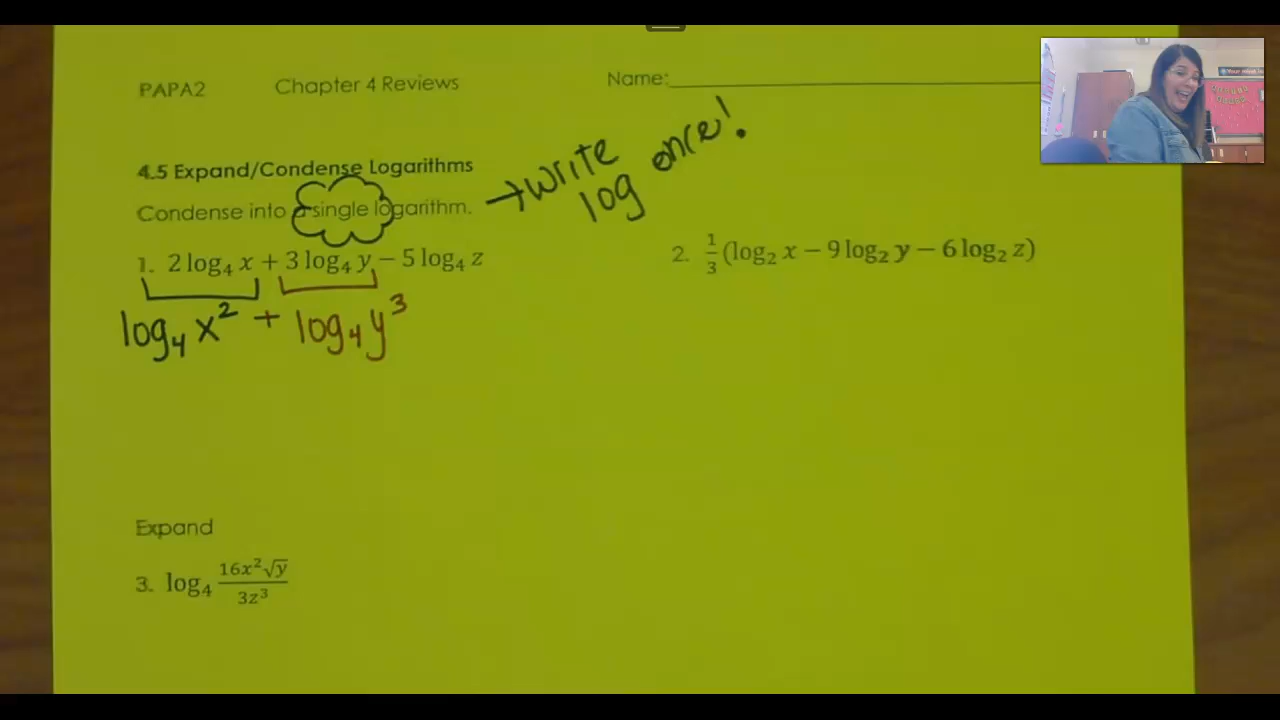 PAPA2 Chapter 4 Reviews Name:
4.5 Expand/Condense Logarithms
Condense into a single logarithm. → write log once!
1. 2 log₄ x + 3 log₄ y − 5 log₄ z
log₄ x² + log₄ y³
2. 1/3 (log₂ x − 9 log₂ y − 6 log₂ z)
Expand
3. log₄ 16x²√y / 3z³